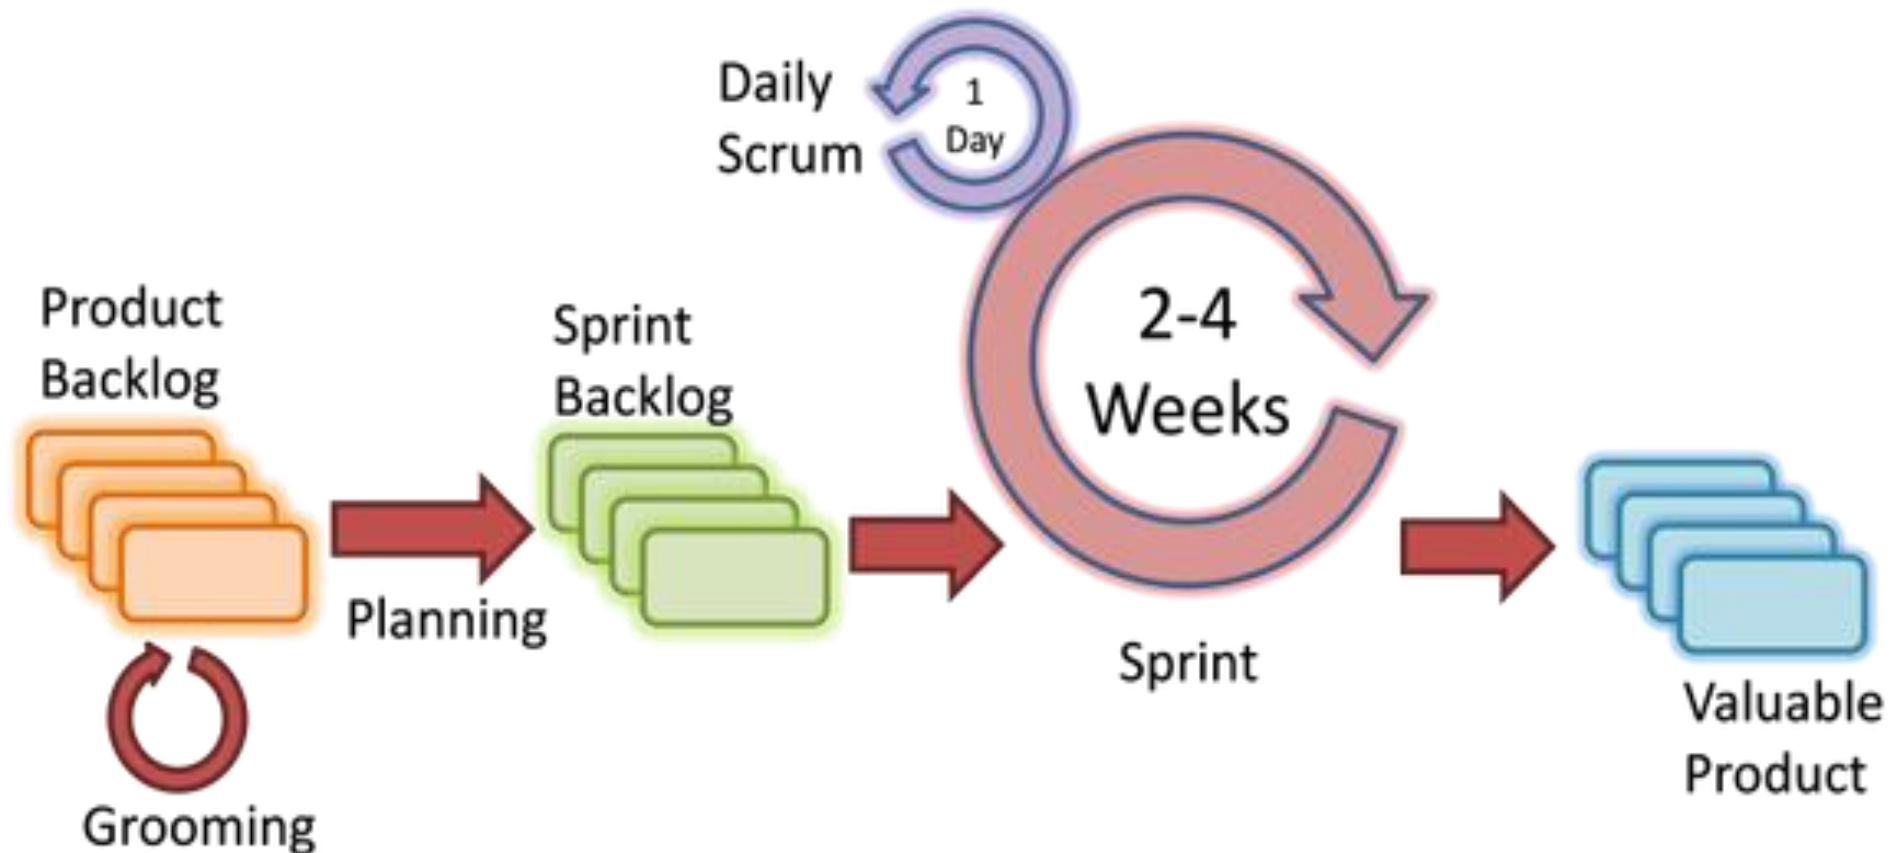 Daily
Scrum
1
Day
Product
Backlog
Sprint
Backlog
2-4
Weeks
Planning
Sprint
Grooming
Valuable
Product